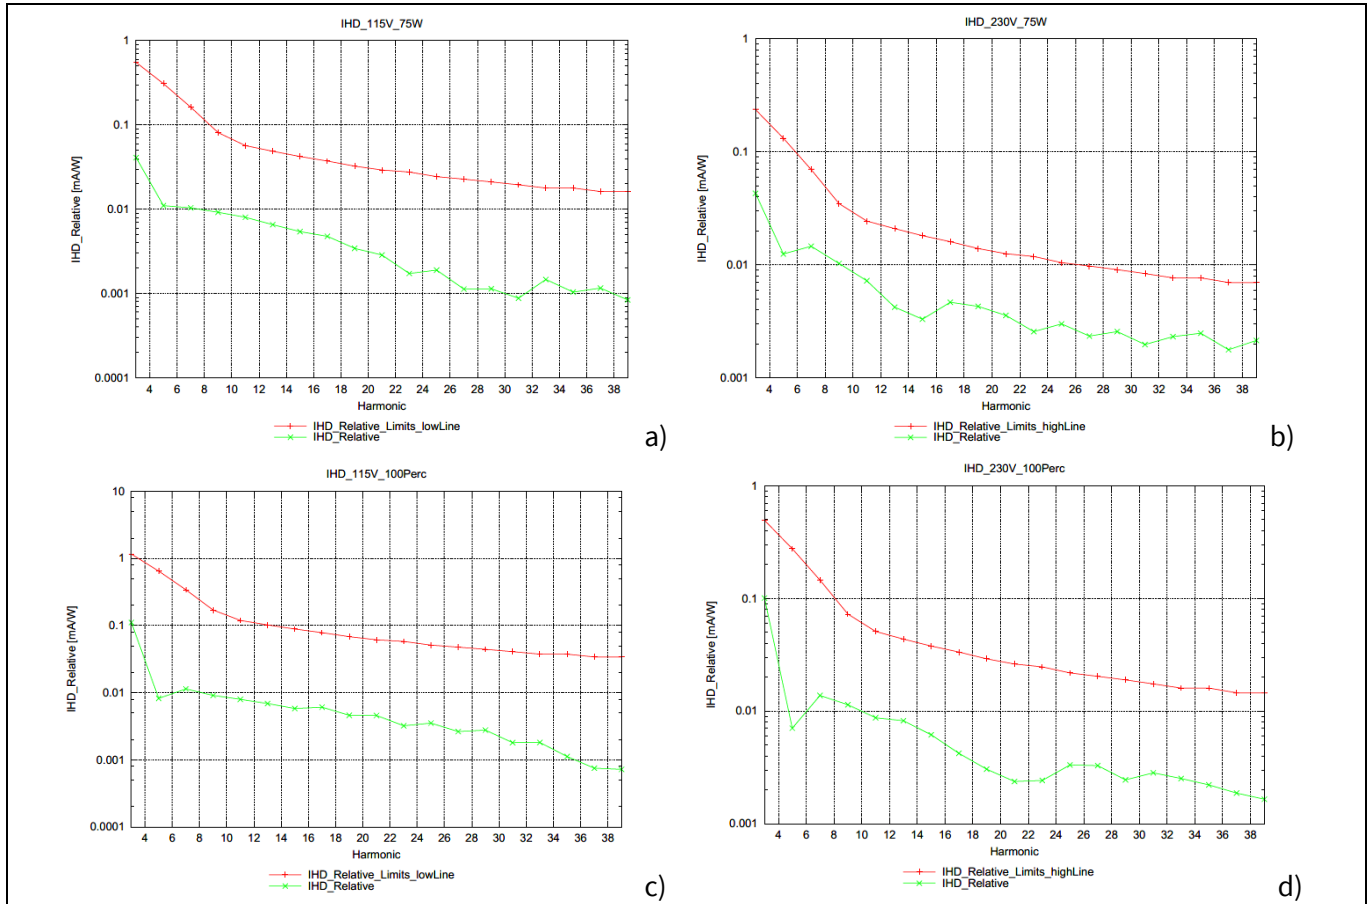 IHD_115V_75W
1
0.1
0.01
0.001
0.0001
IHD_Relative [mA/W]
4 6 8 10 12 14 16 18 20 22 24 26 28 30 32 34 36 38
Harmonic
IHD_Relative_Limits_lowLine
IHD_Relative
a)
IHD_230V_75W
1
0.1
0.01
0.001
IHD_Relative [mA/W]
4 6 8 10 12 14 16 18 20 22 24 26 28 30 32 34 36 38
Harmonic
IHD_Relative_Limits_highLine
IHD_Relative
b)
IHD_115V_100Perc
10
1
0.1
0.01
0.001
0.0001
IHD_Relative [mA/W]
4 6 8 10 12 14 16 18 20 22 24 26 28 30 32 34 36 38
Harmonic
IHD_Relative_Limits_lowLine
IHD_Relative
c)
IHD_230V_100Perc
1
0.1
0.01
0.001
IHD_Relative [mA/W]
4 6 8 10 12 14 16 18 20 22 24 26 28 30 32 34 36 38
Harmonic
IHD_Relative_Limits_highLine
IHD_Relative
d)